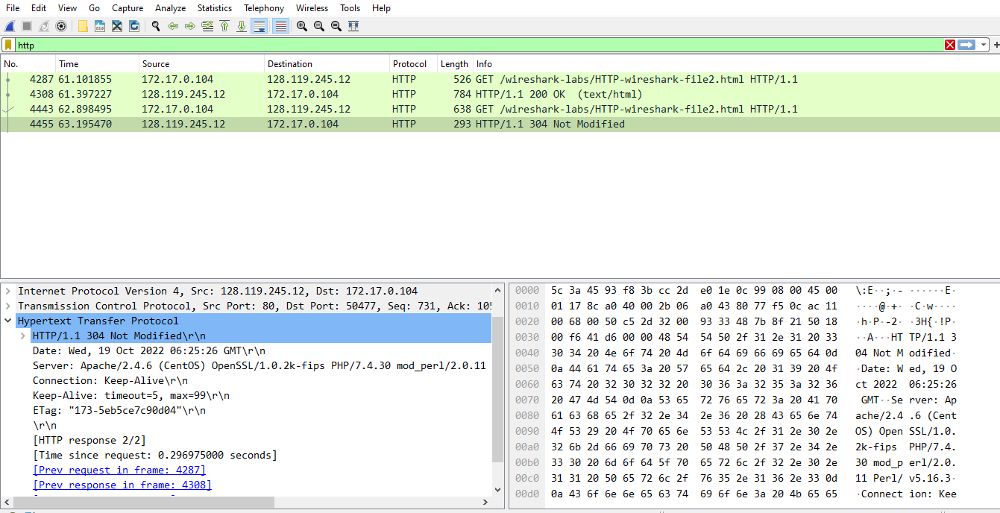 File Edit View Go Capture Analyze Statistics Telephony Wireless Tools Help
http
No. Time Source Destination Protocol Length Info
4287 61.101855 172.17.0.104 128.119.245.12 HTTP 526 GET /wireshark-labs/HTTP-wireshark-file2.html HTTP/1.1
4308 61.397227 128.119.245.12 172.17.0.104 HTTP 784 HTTP/1.1 200 OK (text/html)
4443 62.898495 172.17.0.104 128.119.245.12 HTTP 638 GET /wireshark-labs/HTTP-wireshark-file2.html HTTP/1.1
4455 63.195470 128.119.245.12 172.17.0.104 HTTP 293 HTTP/1.1 304 Not Modified
Internet Protocol Version 4, Src: 128.119.245.12, Dst: 172.17.0.104
Transmission Control Protocol, Src Port: 80, Dst Port: 50477, Seq: 731, Ack: 105
Hypertext Transfer Protocol
HTTP/1.1 304 Not Modified\r\n
Date: Wed, 19 Oct 2022 06:25:26 GMT\r\n
Server: Apache/2.4.6 (CentOS) OpenSSL/1.0.2k-fips PHP/7.4.30 mod_perl/2.0.11
Connection: Keep-Alive\r\n
Keep-Alive: timeout=5, max=99\r\n
ETag: "173-5eb5ce7c90d04"\r\n
\r\n
[HTTP response 2/2]
[Time since request: 0.296975000 seconds]
[Prev request in frame: 4287]
[Prev response in frame: 4308]
0000 5c 3a 45 93 f8 3b cc 2d e0 1e 0c 99 08 00 45 00 \:E··;·- ······E·
0010 01 17 8c a0 40 00 2b 06 a0 43 80 77 f5 0c ac 11 ····@·+· ·C·w····
0020 00 68 00 50 c5 2d 32 00 93 33 48 7b 8f 21 50 18 ·h·P·-2· ·3H{·!P·
0030 00 f6 41 d6 00 00 48 54 54 50 2f 31 2e 31 20 33 ··A···HT TP/1.1 3
0040 30 34 20 4e 6f 74 20 4d 6f 64 69 66 69 65 64 0d 04 Not M odified·
0050 0a 44 61 74 65 3a 20 57 65 64 2c 20 31 39 20 4f ·Date: W ed, 19 O
0060 63 74 20 32 30 32 32 20 30 36 3a 32 35 3a 32 36 ct 2022 06:25:26
0070 20 47 4d 54 0d 0a 53 65 72 76 65 72 3a 20 41 70 GMT··Se rver: Ap
0080 61 63 68 65 2f 32 2e 34 2e 36 20 28 43 65 6e 74 ache/2.4 .6 (Cent
0090 4f 53 29 20 4f 70 65 6e 53 53 4c 2f 31 2e 30 2e OS) Open SSL/1.0.
00a0 32 6b 2d 66 69 70 73 20 50 48 50 2f 37 2e 34 2e 2k-fips PHP/7.4.
00b0 33 30 20 6d 6f 64 5f 70 65 72 6c 2f 32 2e 30 2e 30 mod_p erl/2.0.
00c0 31 31 20 50 65 72 6c 2f 76 35 2e 31 36 2e 33 0d 11 Perl/ v5.16.3·
00d0 0a 43 6f 6e 6e 65 63 74 69 6f 6e 3a 20 4b 65 65 ·Connect ion: Kee